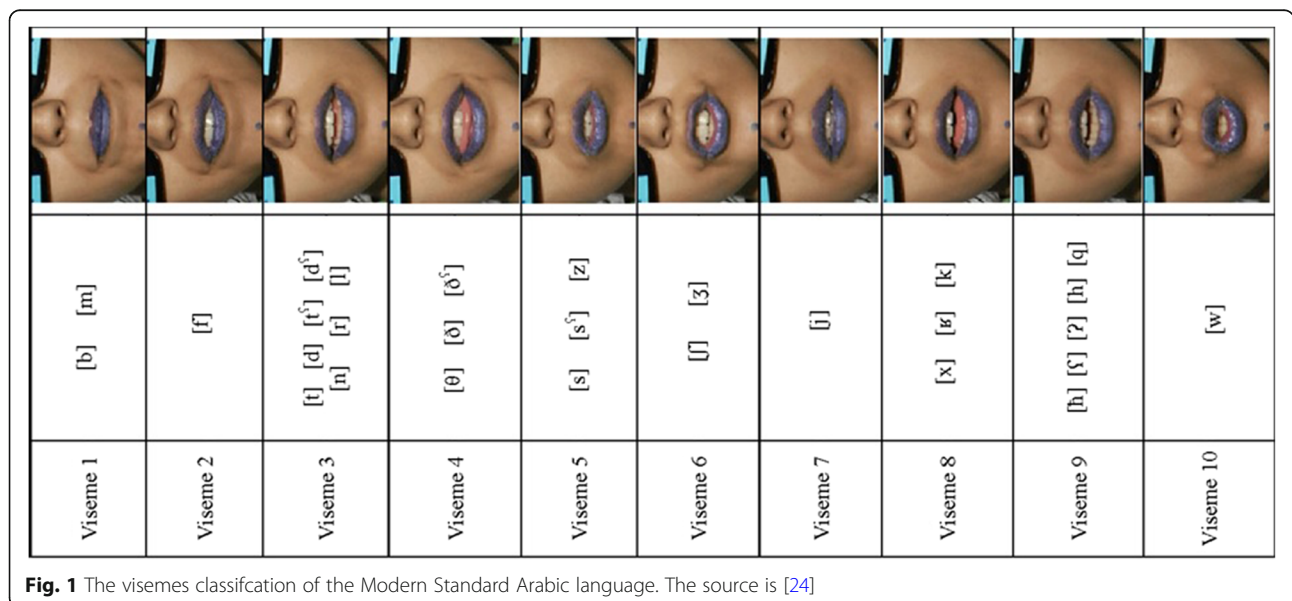 Viseme 1 [b] [m]
Viseme 2 [f]
Viseme 3 [t] [d] [tˤ] [dˤ]
[n] [r] [l]
Viseme 4 [θ] [ð] [ðˤ]
Viseme 5 [s] [sˤ] [z]
Viseme 6 [ʃ] [ʒ]
Viseme 7 [j]
Viseme 8 [x] [ʁ] [k]
Viseme 9 [ħ] [ʕ] [ʔ] [h] [q]
Viseme 10 [w]
Fig. 1 The visemes classifcation of the Modern Standard Arabic language. The source is [24]